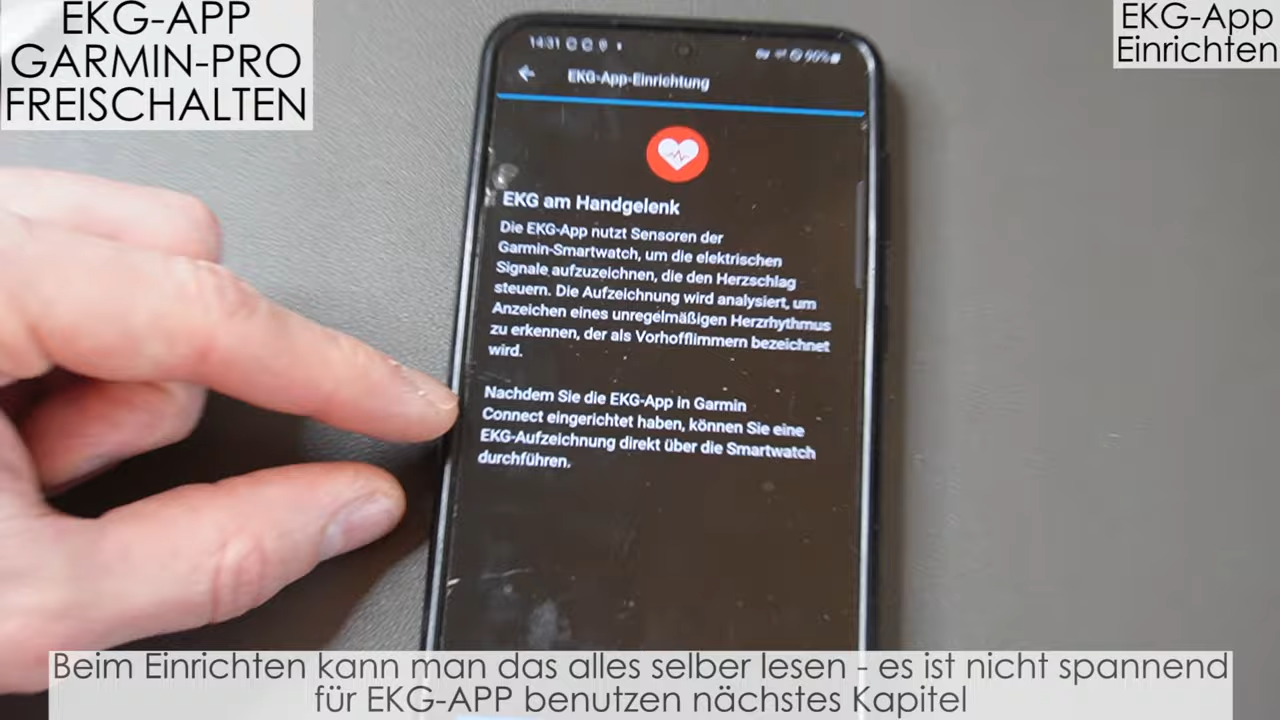 EKG-APP
GARMIN-PRO
FREISCHALTEN
EKG-App
Einrichten
14:31
90%
EKG-App-Einrichtung
EKG am Handgelenk
Die EKG-App nutzt Sensoren der
Garmin-Smartwatch, um die elektrischen
Signale aufzuzeichnen, die den Herzschlag
steuern. Die Aufzeichnung wird analysiert, um
Anzeichen eines unregelmäßigen Herzrhythmus
zu erkennen, der als Vorhofflimmern bezeichnet
wird.
Nachdem Sie die EKG-App in Garmin
Connect eingerichtet haben, können Sie eine
EKG-Aufzeichnung direkt über die Smartwatch
durchführen.
Beim Einrichten kann man das alles selber lesen - es ist nicht spannend
für EKG-APP benutzen nächstes Kapitel